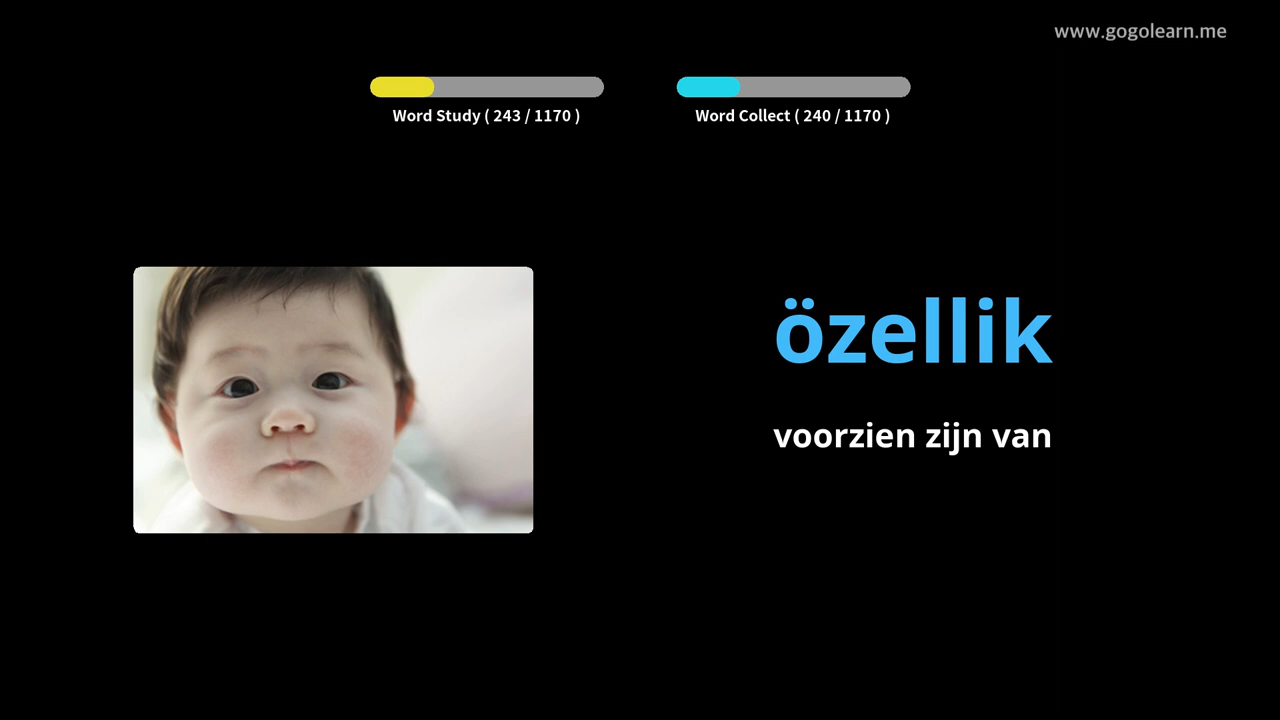 www.gogolearn.me
Word Study ( 243 / 1170 )
Word Collect ( 240 / 1170 )
özellik
voorzien zijn van